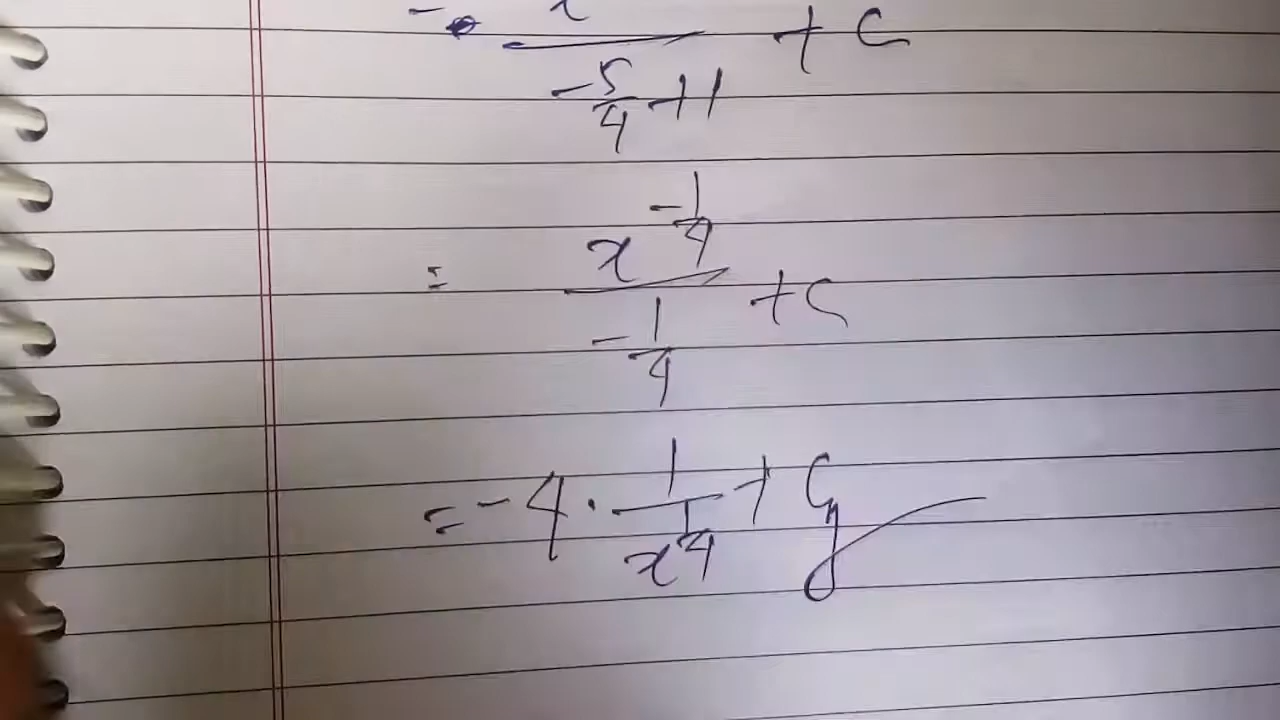 = x / (-5/4 + 1) + c
= x^(-1/4) / (-1/4) + c
= -4 · 1 / x^(1/4) + c